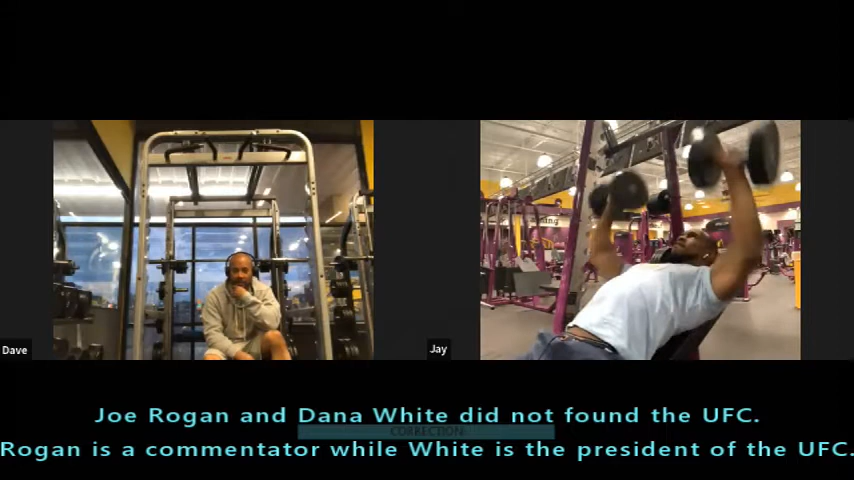 Dave
Jay
Joe Rogan and Dana White did not found the UFC.
CORRECTION
Rogan is a commentator while White is the president of the UFC.